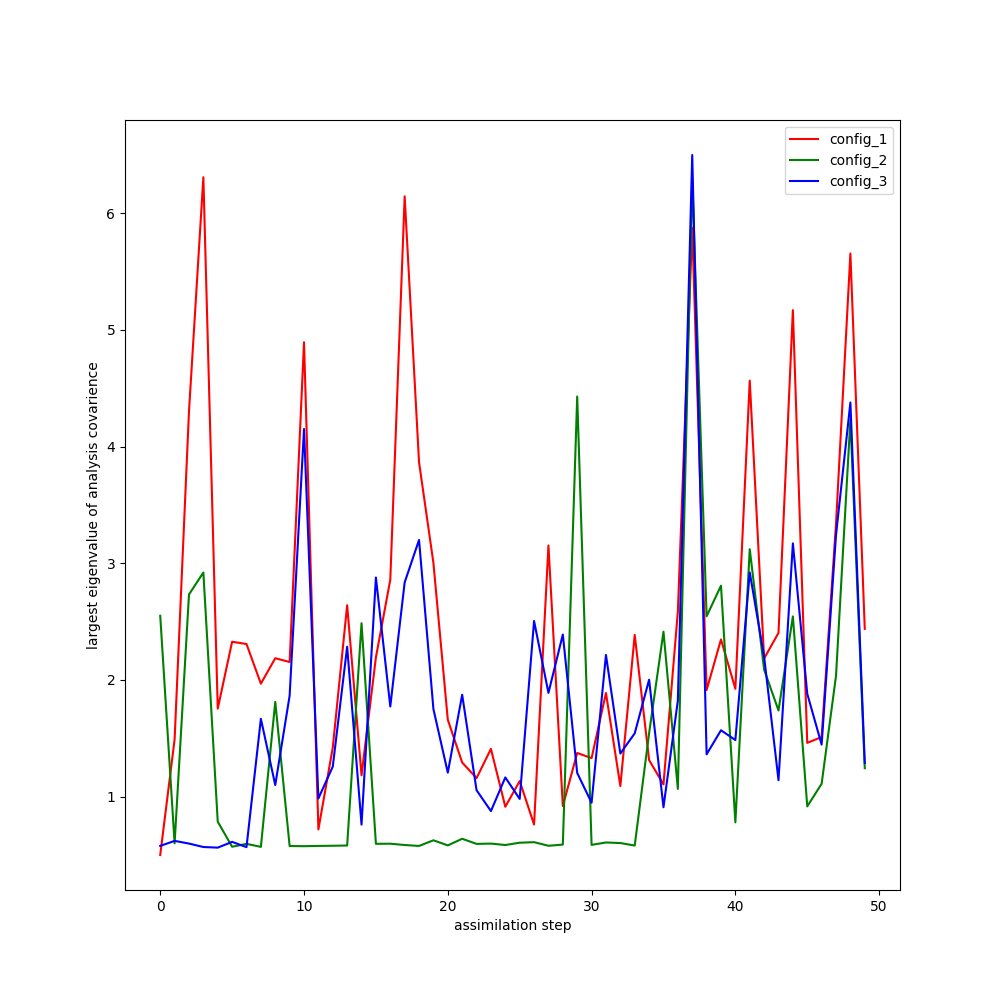 config_1
config_2
config_3
largest eigenvalue of analysis covarience
6
5
4
3
2
1
0 10 20 30 40 50
assimilation step